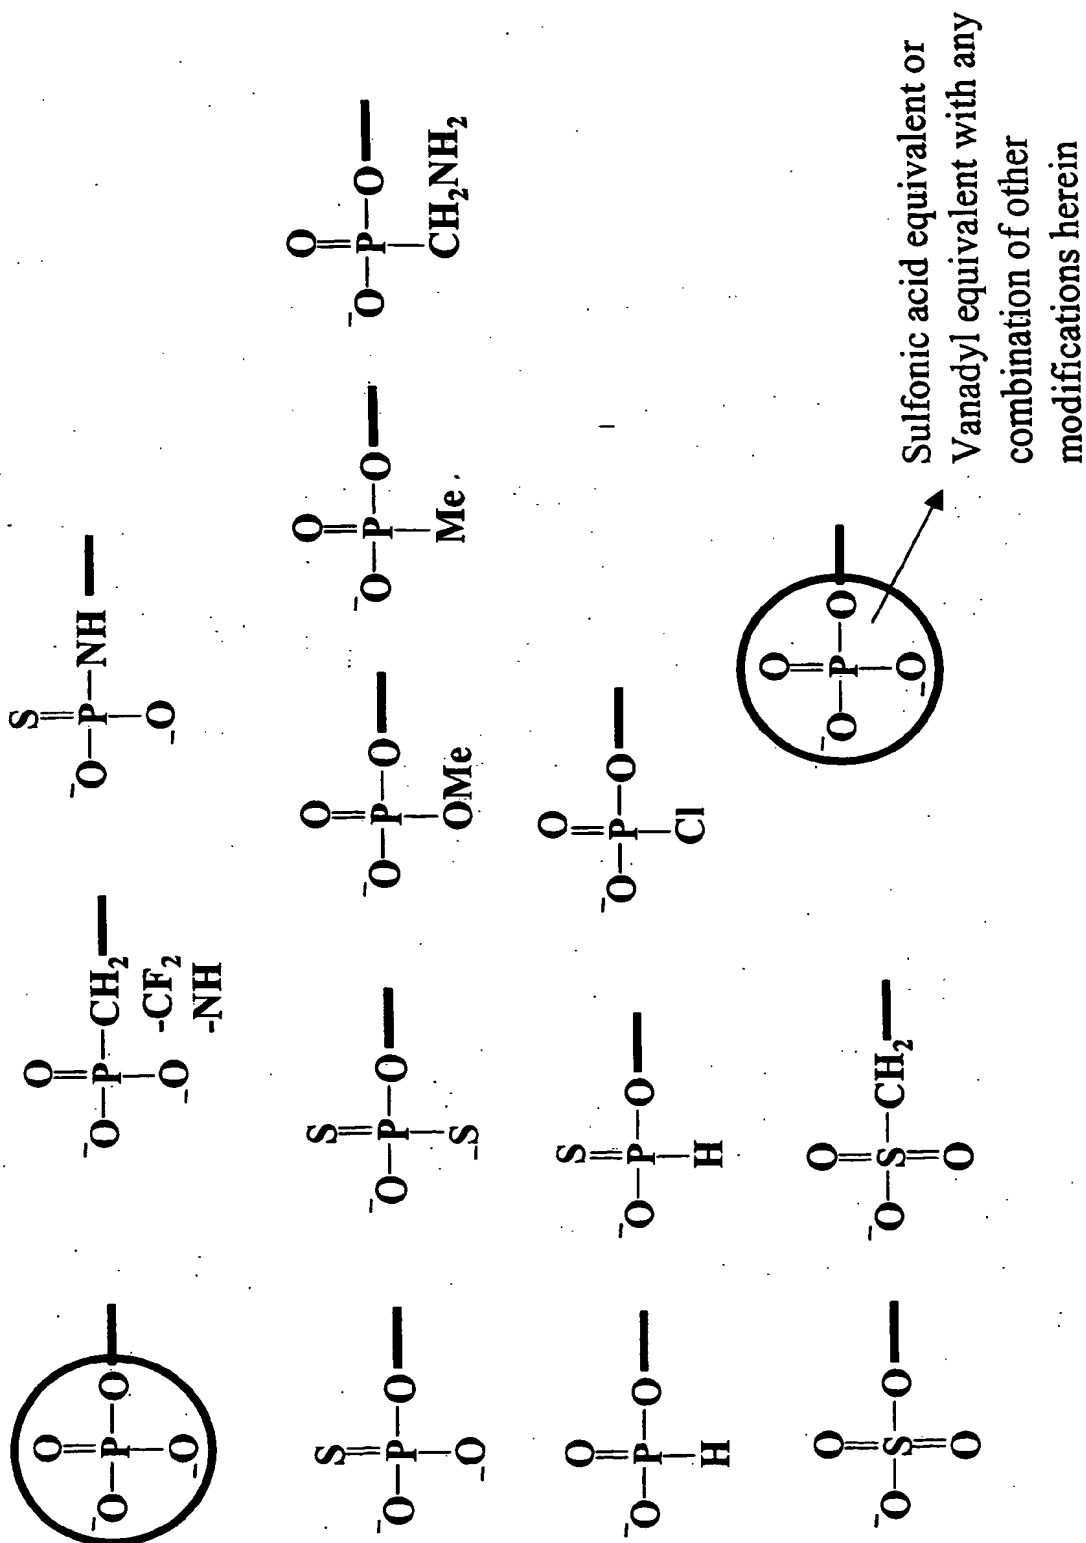 O O S
⁻O–P–O ⁻O–P–CH₂ ⁻O–P–NH
O⁻ O⁻ -CF₂ O⁻
-NH
S S O O O
⁻O–P–O ⁻O–P–O ⁻O–P–O ⁻O–P–O ⁻O–P–O
O⁻ S⁻ OMe Me CH₂NH₂
O S O
⁻O–P–O ⁻O–P–O ⁻O–P–O
H H Cl
O O O
⁻O–S–O ⁻O–S–CH₂ ⁻O–P–O
O O O⁻
Sulfonic acid equivalent or
Vanadyl equivalent with any
combination of other
modifications herein